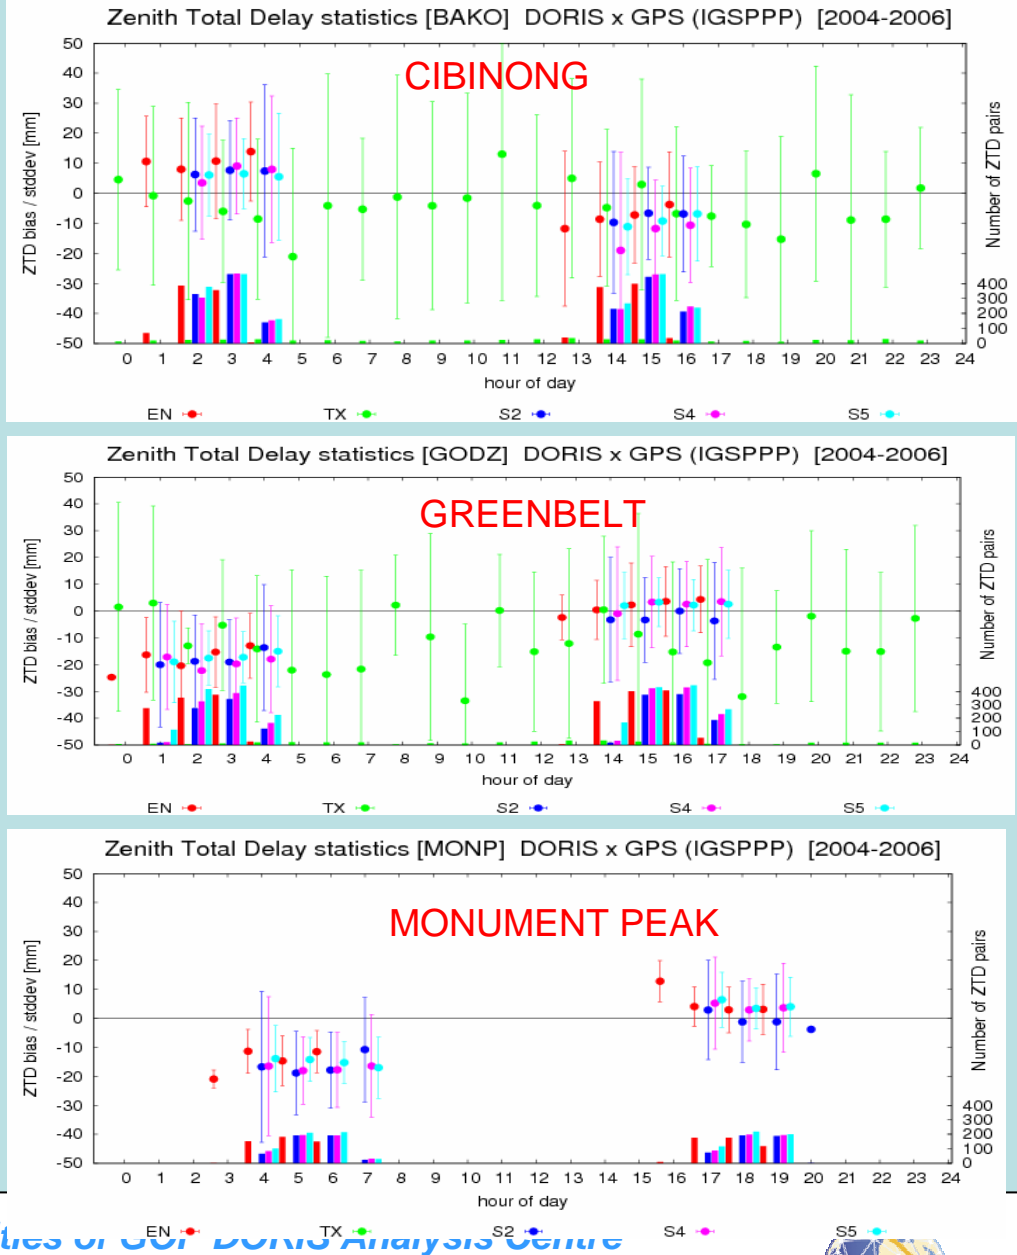 Zenith Total Delay statistics [BAKO] DORIS x GPS (IGSPPP) [2004-2006]
CIBINONG
ZTD bias / stddev [mm]
50
40
30
20
10
0
-10
-20
-30
-40
-50
Number of ZTD pairs
400
300
200
100
0
0 1 2 3 4 5 6 7 8 9 10 11 12 13 14 15 16 17 18 19 20 21 22 23 24
hour of day
EN TX S2 S4 S5
Zenith Total Delay statistics [GODZ] DORIS x GPS (IGSPPP) [2004-2006]
GREENBELT
ZTD bias / stddev [mm]
50
40
30
20
10
0
-10
-20
-30
-40
-50
Number of ZTD pairs
400
300
200
100
0
0 1 2 3 4 5 6 7 8 9 10 11 12 13 14 15 16 17 18 19 20 21 22 23 24
hour of day
EN TX S2 S4 S5
Zenith Total Delay statistics [MONP] DORIS x GPS (IGSPPP) [2004-2006]
MONUMENT PEAK
ZTD bias / stddev [mm]
50
40
30
20
10
0
-10
-20
-30
-40
-50
Number of ZTD pairs
400
300
200
100
0
0 1 2 3 4 5 6 7 8 9 10 11 12 13 14 15 16 17 18 19 20 21 22 23 24
hour of day
EN TX S2 S4 S5
ties of GOP DORIS Analysis Centre